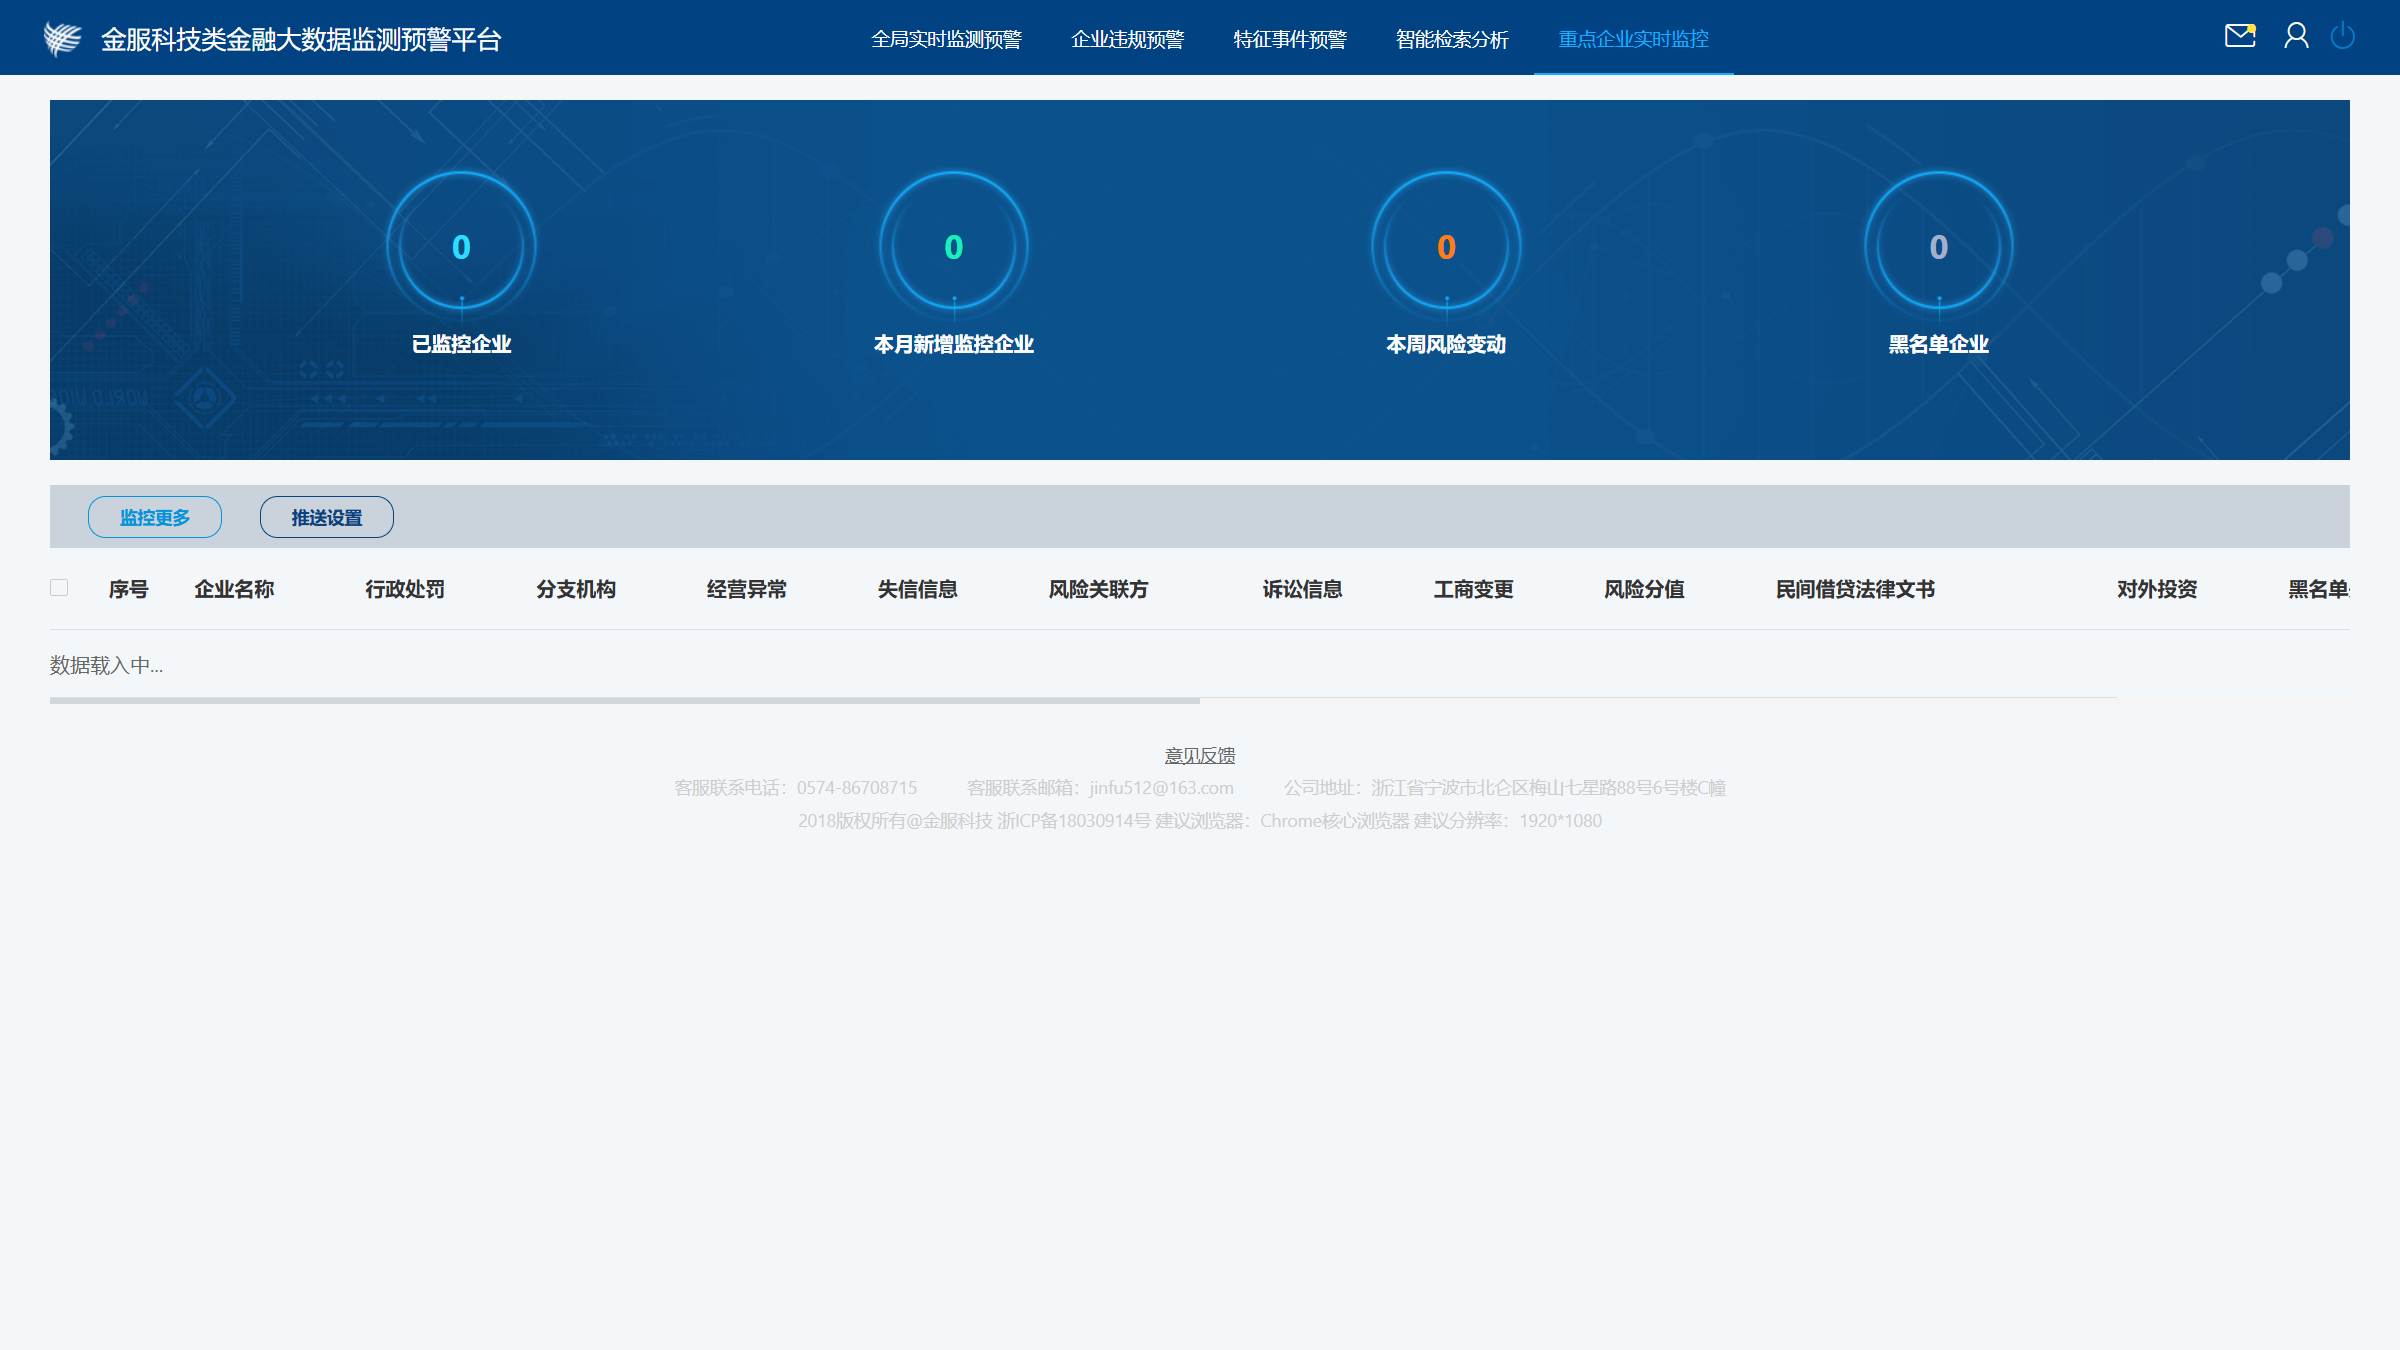 金服科技类金融大数据监测预警平台
全局实时监测预警 企业违规预警 特征事件预警 智能检索分析 重点企业实时监控
0 0 0 0
已监控企业 本月新增监控企业 本周风险变动 黑名单企业
监控更多 推送设置
序号 企业名称 行政处罚 分支机构 经营异常 失信信息 风险关联方 诉讼信息 工商变更 风险分值 民间借贷法律文书 对外投资 黑名单
数据载入中...
意见反馈
客服联系电话：0574-86708715 客服联系邮箱：jinfu512@163.com 公司地址：浙江省宁波市北仑区梅山七星路88号6号楼C幢
2018版权所有@金服科技 浙ICP备18030914号 建议浏览器：Chrome核心浏览器 建议分辨率：1920*1080